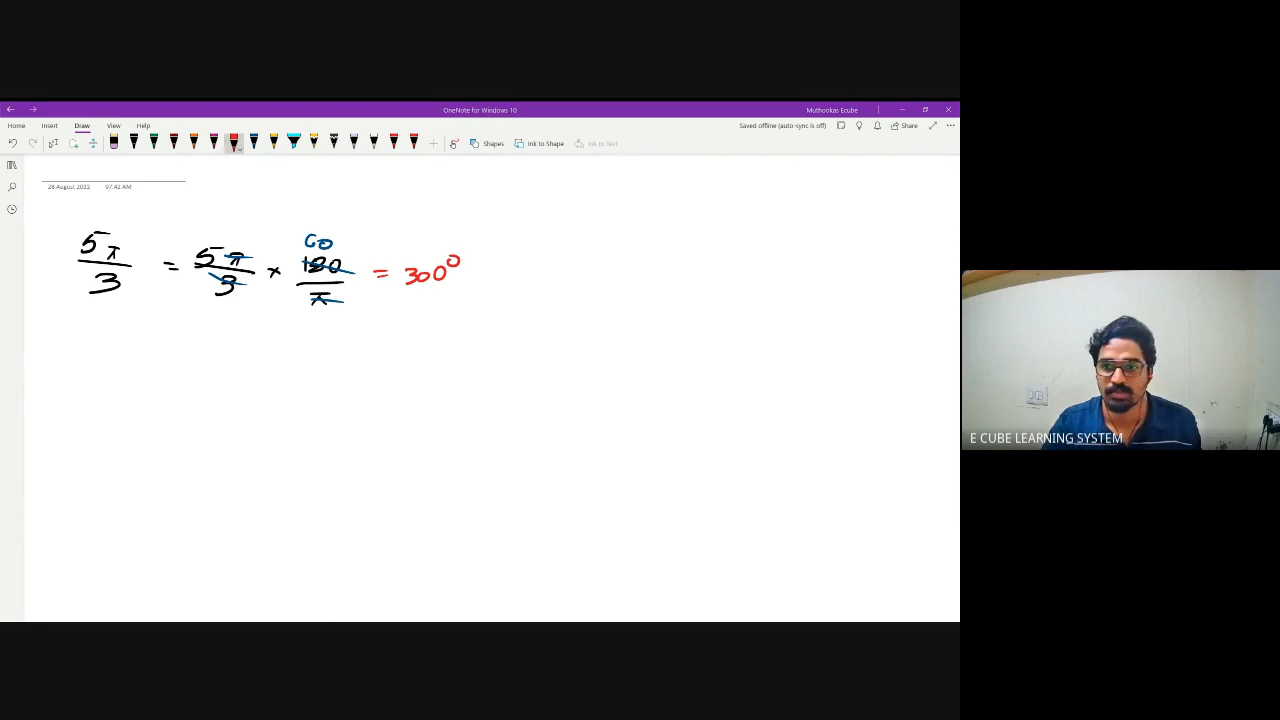 OneNote for Windows 10
Muthookas Ecube
Home Insert Draw View Help
Saved offline (auto-sync is off)
Share
Shapes
Ink to Shape
Ink to Text
28 August 2022 07.42 AM
5π/3 = 5π/3 × 180/π = 300°
60
E CUBE LEARNING SYSTEM